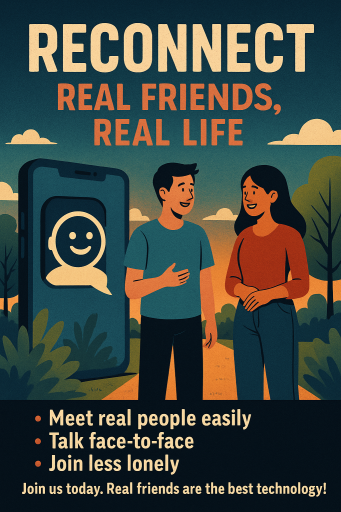 RECONNECT
REAL FRIENDS,
REAL LIFE
• Meet real people easily
• Talk face-to-face
• Join less lonely
Join us today. Real friends are the best technology!